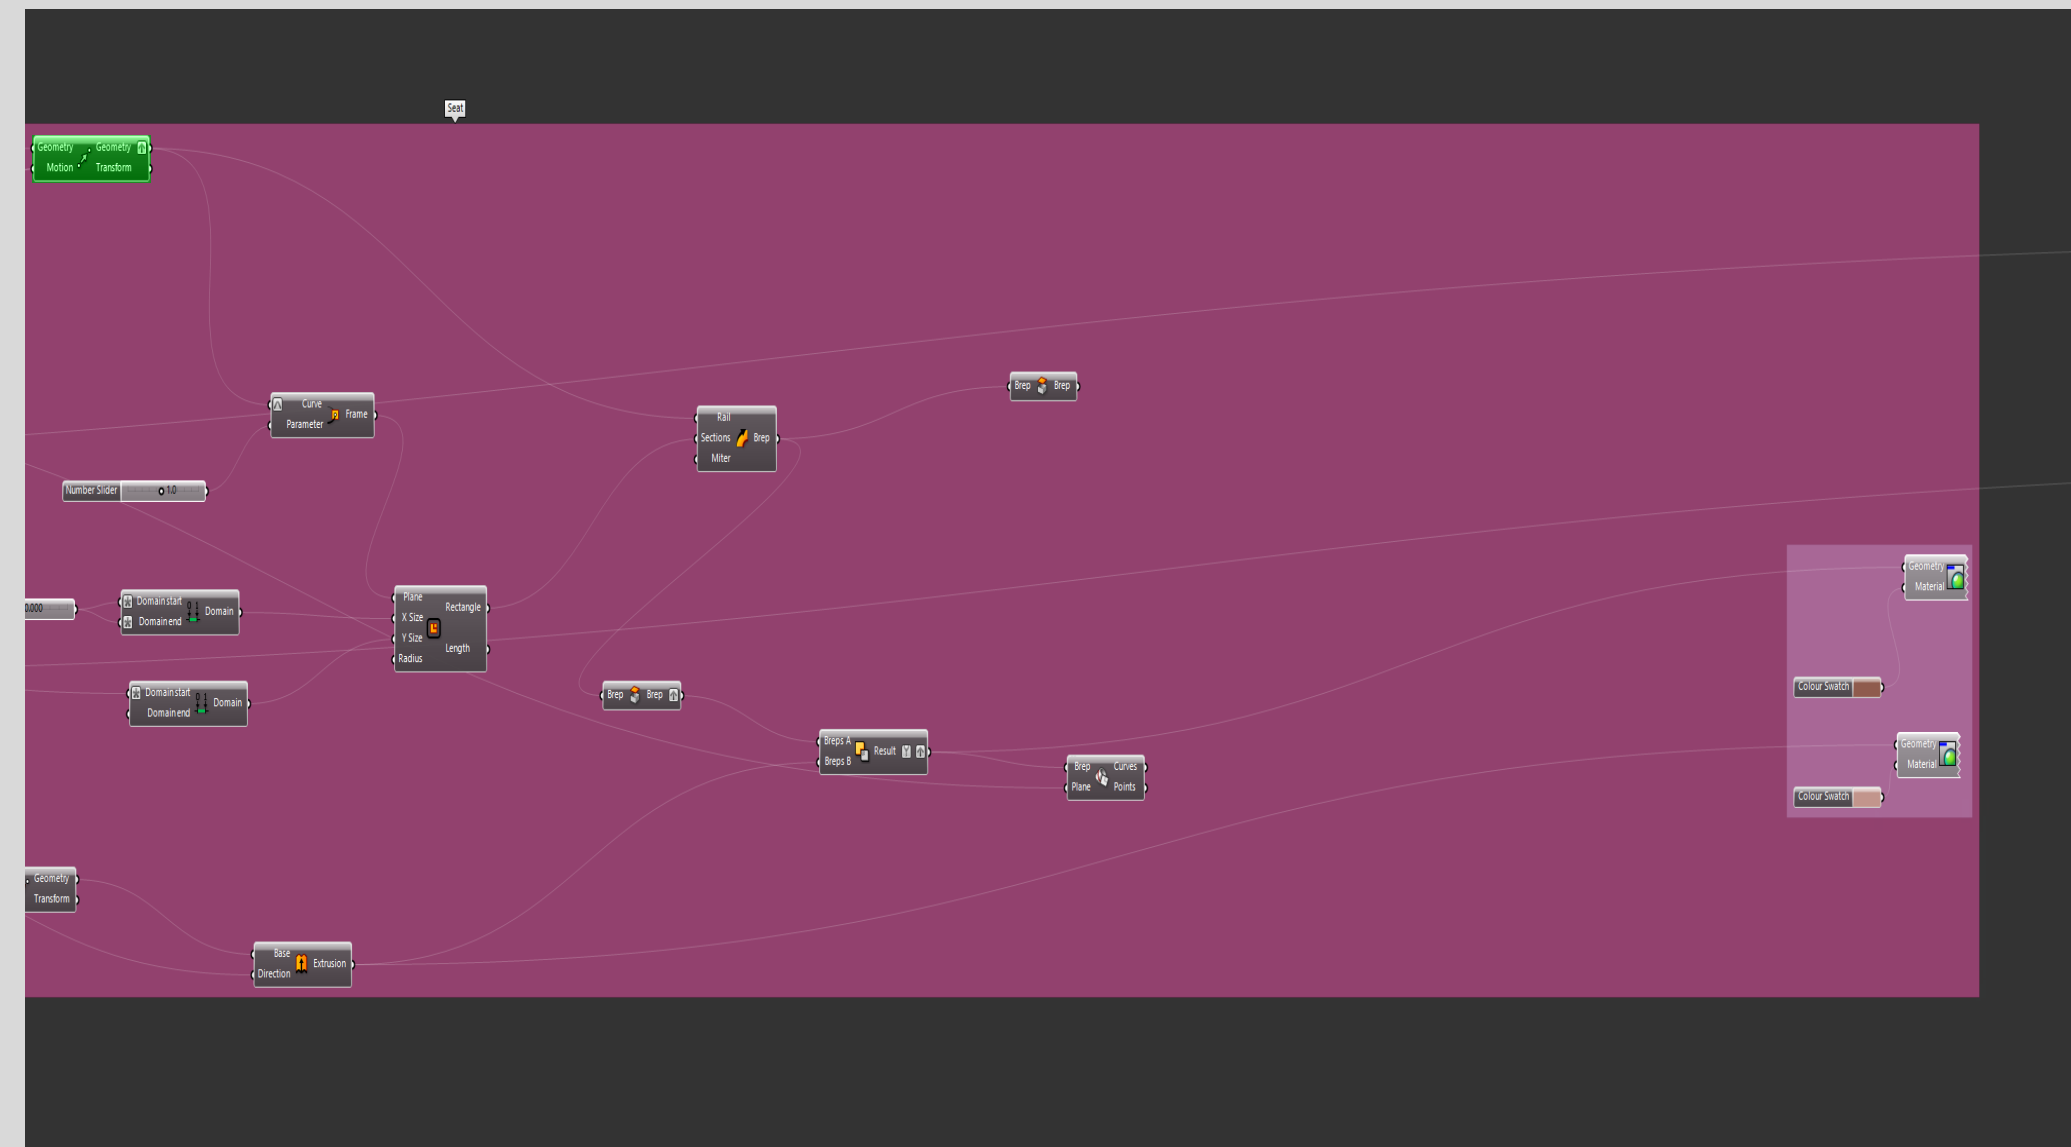 Seat
Geometry Geometry
Motion Transform
Curve
Parameter
Frame
Number Slider 1.0
Brep Brep
Rail
Sections
Miter
Brep
0.000
Domain start
Domain end
Domain
Plane
X Size
Y Size
Radius
Rectangle
Length
Domain start
Domain end
Domain
Brep Brep
Breps A
Breps B
Result
Brep Curves
Plane Points
Geometry
Material
Colour Swatch
Geometry
Material
Colour Swatch
Geometry
Transform
Base
Direction
Extrusion